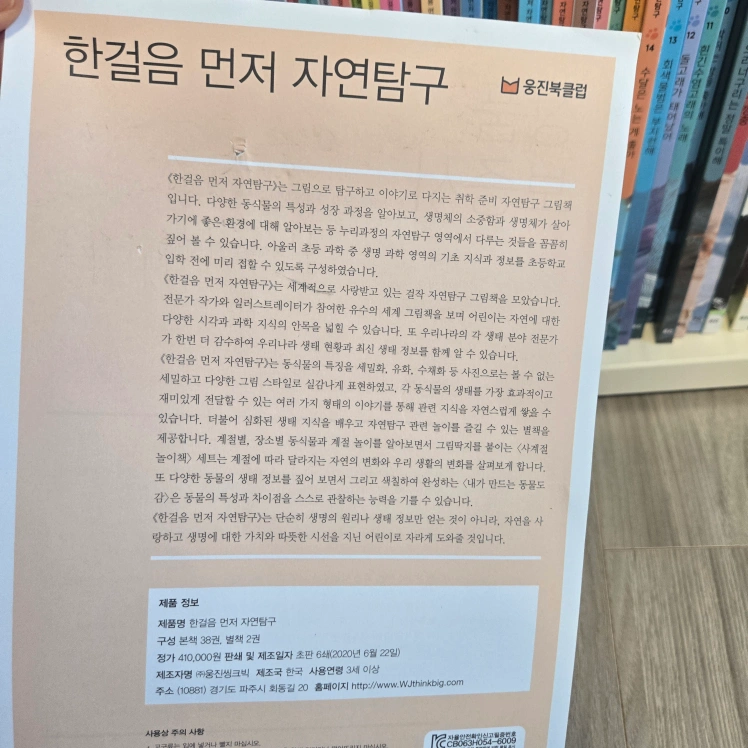 한걸음 먼저 자연탐구
웅진북클럽
《한걸음 먼저 자연탐구》는 그림으로 탐구하고 이야기로 다지는 취학 준비 자연탐구 그림책
입니다. 다양한 동식물의 특성과 성장 과정을 알아보고, 생명체의 소중함과 생명체가 살아
가기에 좋은 환경에 대해 알아보는 등 누리과정의 자연탐구 영역에서 다루는 것들을 꼼꼼히
짚어 볼 수 있습니다. 아울러 초등 과학 중 생명 과학 영역의 기초 지식과 정보를 초등학교
입학 전에 미리 접할 수 있도록 구성하였습니다.
《한걸음 먼저 자연탐구》는 세계적으로 사랑받고 있는 걸작 자연탐구 그림책을 모았습니다.
전문가 작가와 일러스트레이터가 참여한 유수의 세계 그림책을 보며 어린이는 자연에 대한
다양한 시각과 과학 지식의 안목을 넓힐 수 있습니다. 또 우리나라의 각 생태 분야 전문가
가 한번 더 감수하여 우리나라 생태 현황과 최신 생태 정보를 함께 알 수 있습니다.
《한걸음 먼저 자연탐구》는 동식물의 특징을 세밀화, 유화, 수채화 등 사진으로는 볼 수 없는
세밀하고 다양한 그림 스타일로 실감나게 표현하였고, 각 동식물의 생태를 가장 효과적이고
재미있게 전달할 수 있는 여러 가지 형태의 이야기를 통해 관련 지식을 자연스럽게 쌓을 수
있습니다. 더불어 심화된 생태 지식을 배우고 자연탐구 관련 놀이를 즐길 수 있는 별책을
제공합니다. 계절별, 장소별 동식물과 계절 놀이를 알아보면서 그림딱지를 붙이는 〈사계절
놀이책〉 세트는 계절에 따라 달라지는 자연의 변화와 우리 생활의 변화를 살펴보게 합니다.
또 다양한 동물의 생태 정보를 짚어 보면서 그리고 색칠하여 완성하는 〈내가 만드는 동물도
감〉은 동물의 특성과 차이점을 스스로 관찰하는 능력을 기를 수 있습니다.
《한걸음 먼저 자연탐구》는 단순히 생명의 원리나 생태 정보만 얻는 것이 아니라, 자연을 사
랑하고 생명에 대한 가치와 따뜻한 시선을 지닌 어린이로 자라게 도와줄 것입니다.
제품 정보
제품명 한걸음 먼저 자연탐구
구성 본책 38권, 별책 2권
정가 410,000원 판쇄 및 제조일자 초판 6쇄(2020년 6월 22일)
제조자명 ㈜웅진씽크빅 제조국 한국 사용연령 3세 이상
주소 (10881) 경기도 파주시 회동길 20 홈페이지 http://www.WJthinkbig.com
사용상 주의 사항
자율안전확인신고필증번호
CB063H054-6009
14 수달은
13 회색
12 돌고래가 태어났어
11